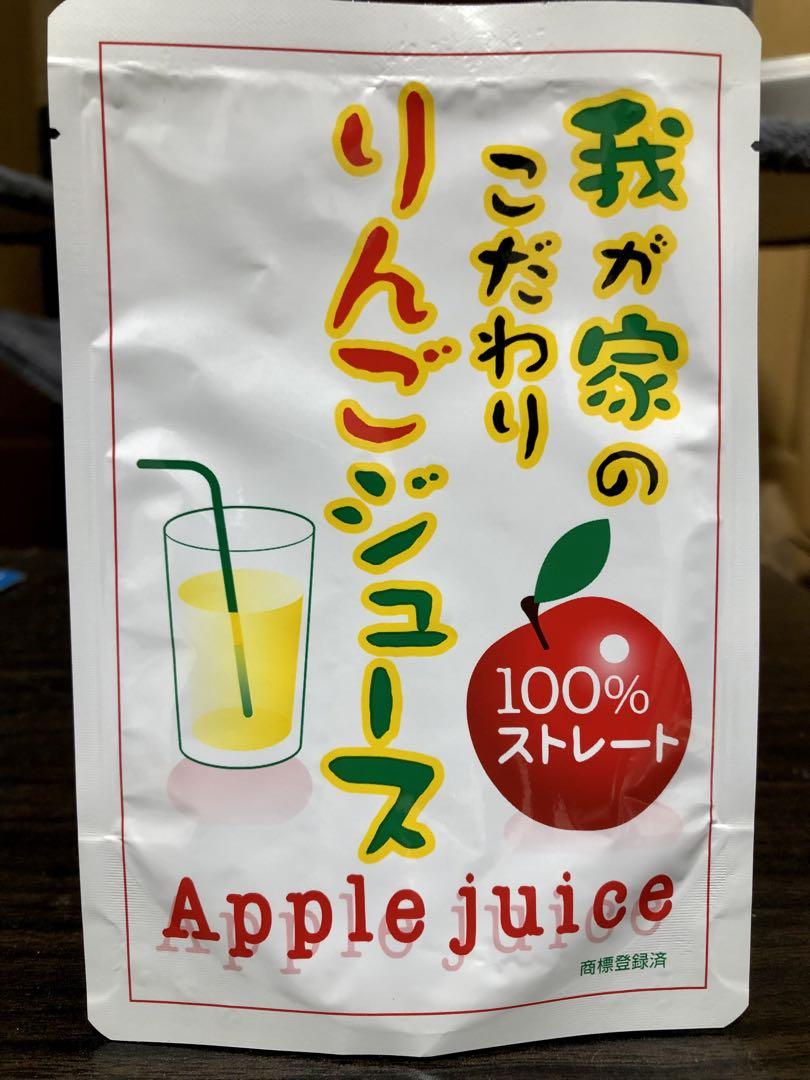 我が家の
こだわり
りんごジュース
100%
ストレート
Apple juice
商標登録済